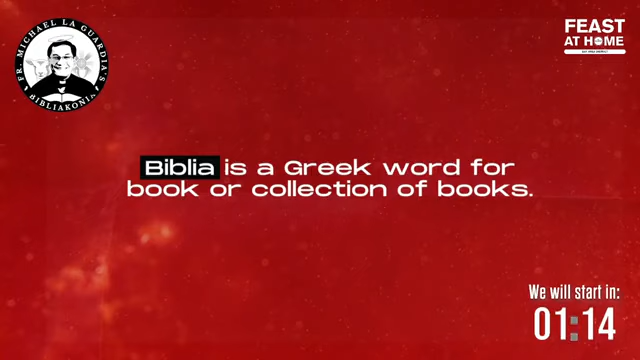 FR. MICHAEL LA GUARDIA'S
BIBLIAKONIA
FEAST
AT HOME
Biblia is a Greek word for
book or collection of books.
We will start in:
01:14